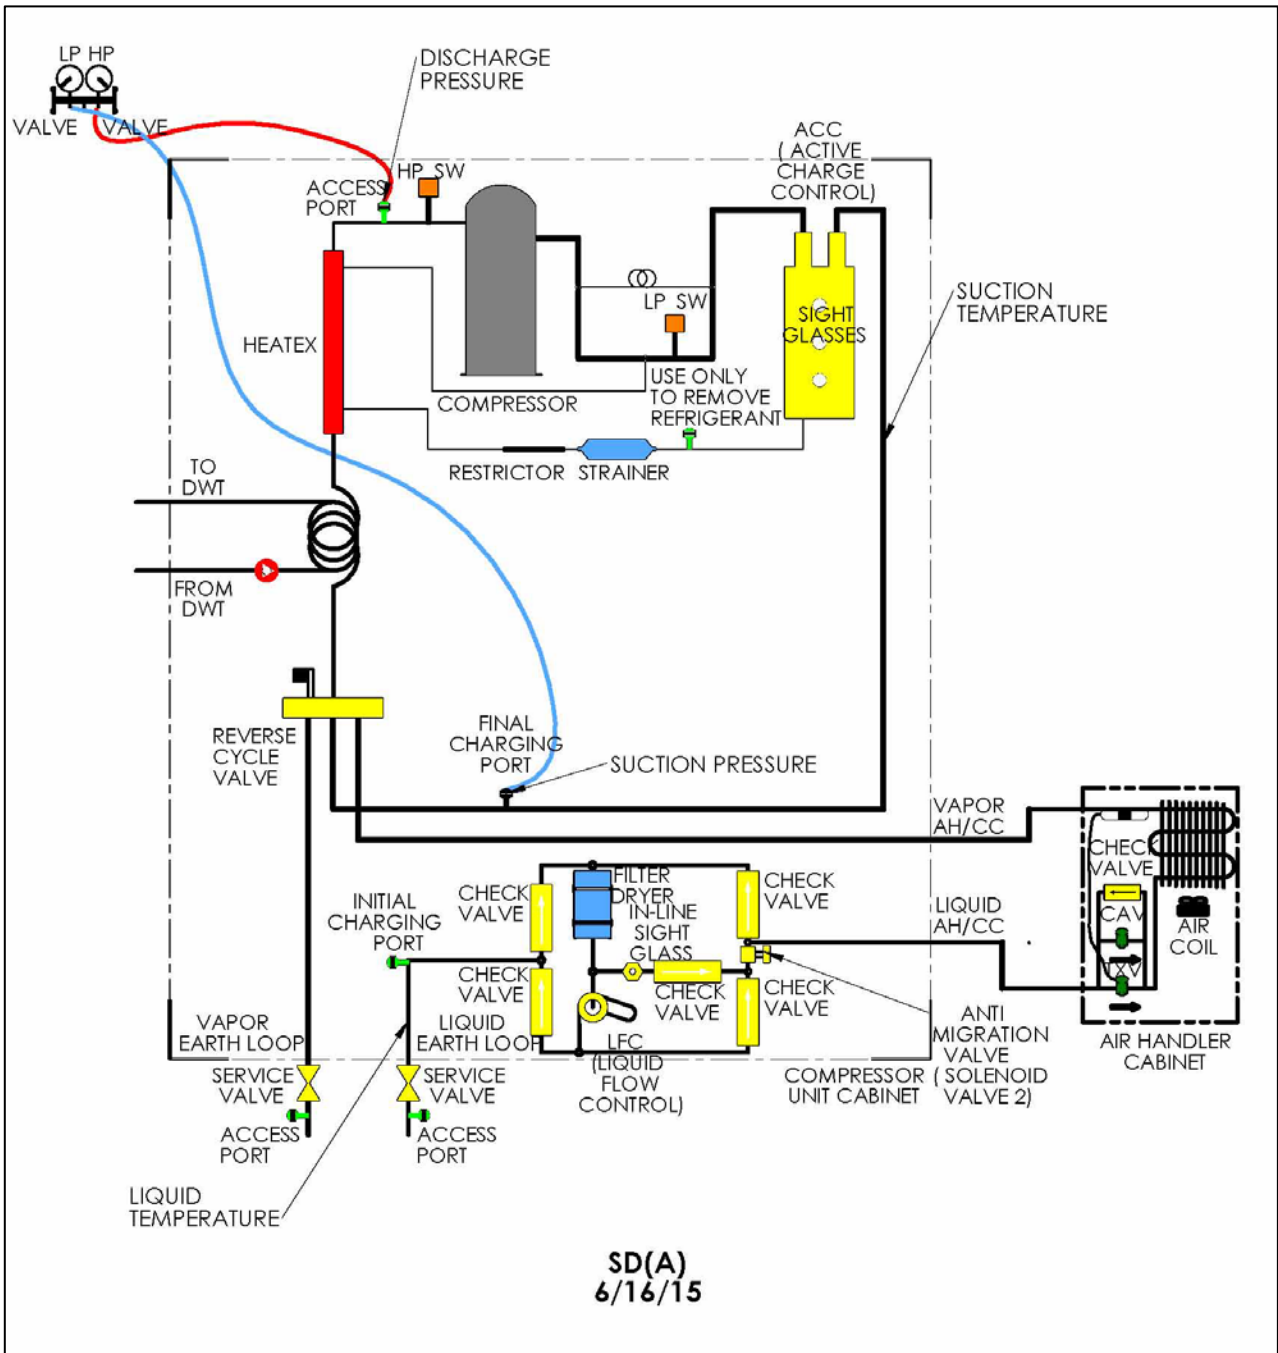 LP HP
VALVE VALVE
DISCHARGE
PRESSURE
ACC
( ACTIVE
CHARGE
CONTROL)
HP SW
ACCESS
PORT
SUCTION
TEMPERATURE
LP SW
SIGHT
GLASSES
HEATEX
COMPRESSOR
USE ONLY
TO REMOVE
REFRIGERANT
RESTRICTOR
STRAINER
TO
DWT
FROM
DWT
REVERSE
CYCLE
VALVE
FINAL
CHARGING
PORT
SUCTION PRESSURE
VAPOR
AH/CC
CHECK
VALVE
CAV
TXV
AIR
COIL
LIQUID
AH/CC
INITIAL
CHARGING
PORT
CHECK
VALVE
FILTER
DRYER
IN-LINE
SIGHT
GLASS
CHECK
VALVE
CHECK
VALVE
CHECK
VALVE
CHECK
VALVE
VAPOR
EARTH LOOP
LIQUID
EARTH LOOP
LFC
(LIQUID
FLOW
CONTROL)
ANTI
MIGRATION
VALVE
( SOLENOID
VALVE 2)
COMPRESSOR
UNIT CABINET
AIR HANDLER
CABINET
SERVICE
VALVE
SERVICE
VALVE
ACCESS
PORT
ACCESS
PORT
LIQUID
TEMPERATURE
SD(A)
6/16/15